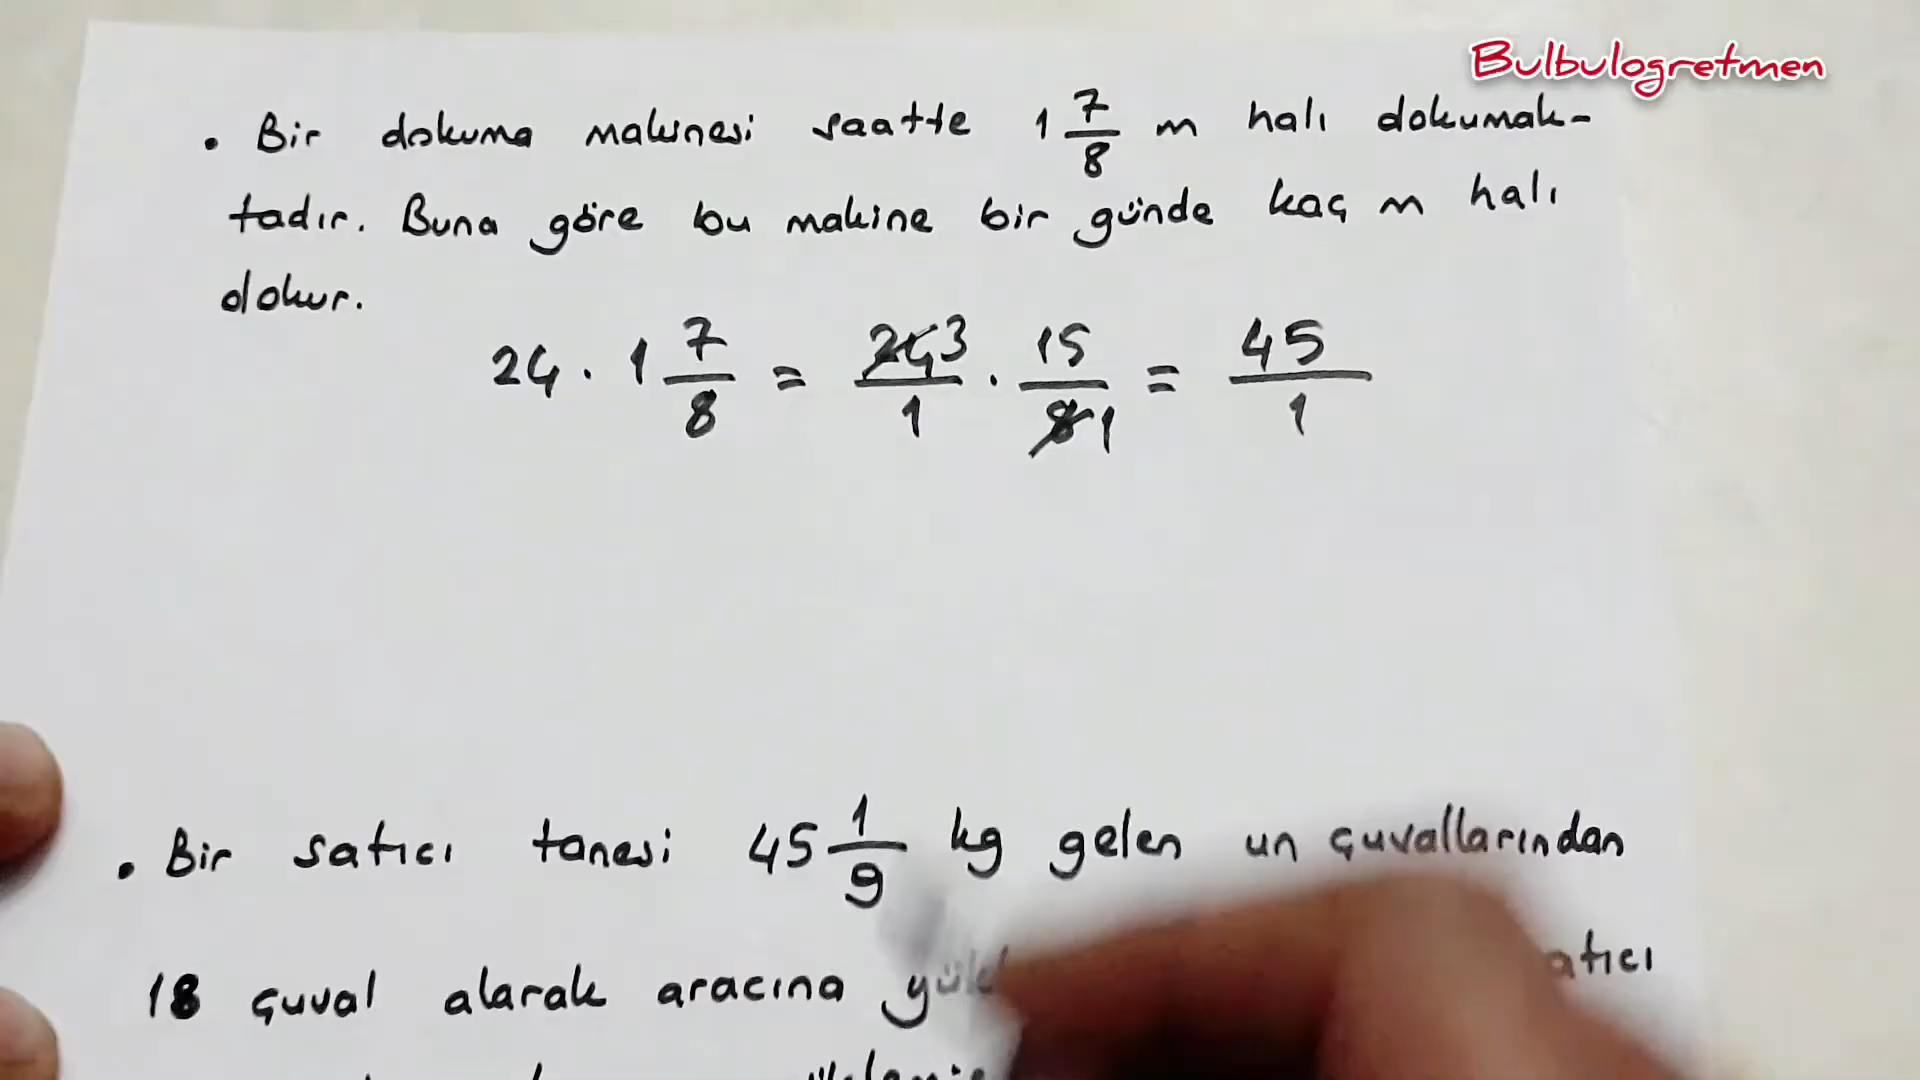 Bulbulogretmen
• Bir dokuma makinesi saatte 1 7/8 m halı dokumak-
tadır. Buna göre bu makine bir günde kaç m halı
dokur.
24 . 1 7/8 = 24 3/1 . 15/8 1 = 45/1
• Bir satıcı tanesi 45 1/9 kg gelen un çuvallarından
18 çuval alarak aracına